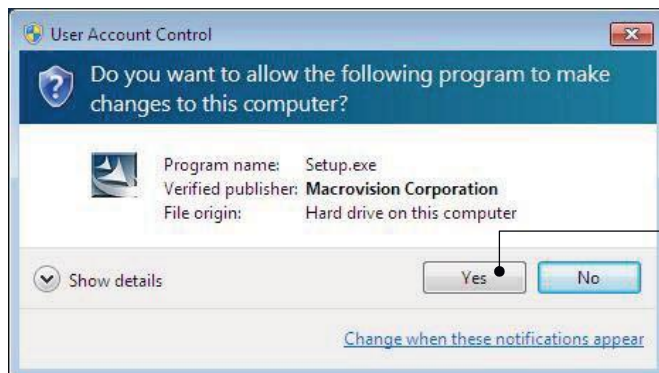 User Account Control
Do you want to allow the following program to make
changes to this computer?
Program name: Setup.exe
Verified publisher: Macrovision Corporation
File origin: Hard drive on this computer
Show details
Yes
No
Change when these notifications appear